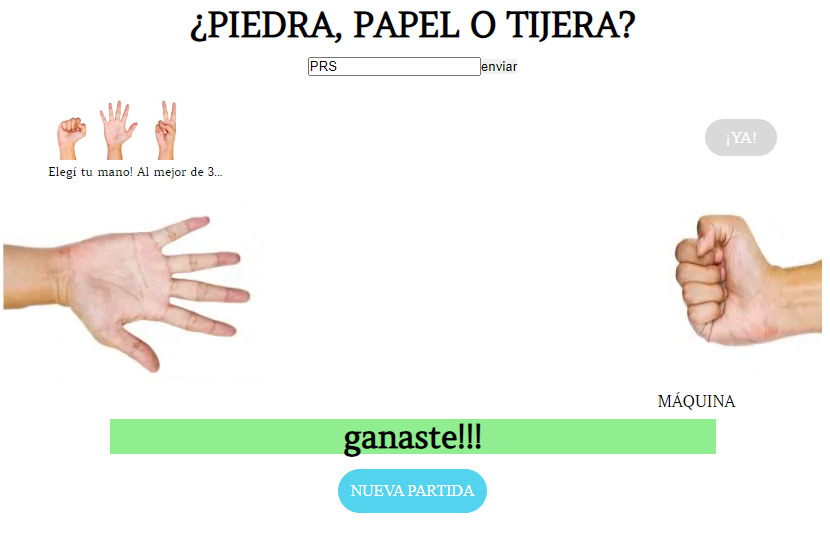 ¿PIEDRA, PAPEL O TIJERA?
PRS enviar
¡YA!
Elegí tu mano! Al mejor de 3...
MÁQUINA
ganaste!!!
NUEVA PARTIDA